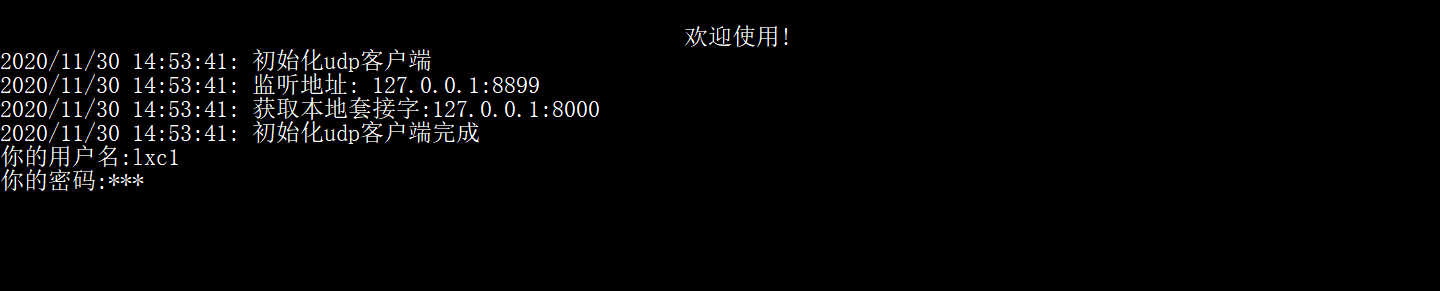 欢迎使用!
2020/11/30 14:53:41: 初始化udp客户端
2020/11/30 14:53:41: 监听地址: 127.0.0.1:8899
2020/11/30 14:53:41: 获取本地套接字:127.0.0.1:8000
2020/11/30 14:53:41: 初始化udp客户端完成
你的用户名:lxc1
你的密码:***